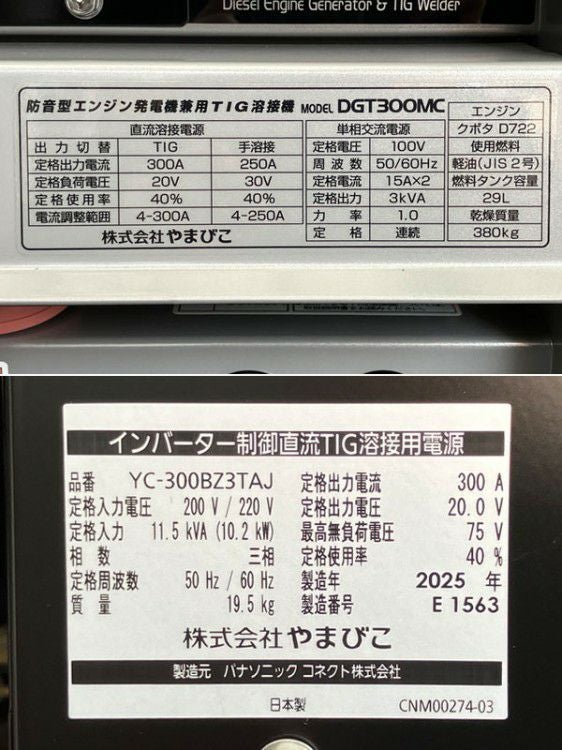 Diesel Engine Generator & TIG Welder
防音型エンジン発電機兼用TIG溶接機 MODEL DGT300MC
直流溶接電源
出力切替 TIG 手溶接
定格出力電流 300A 250A
定格負荷電圧 20V 30V
定格使用率 40% 40%
電流調整範囲 4-300A 4-250A
株式会社やまびこ
単相交流電源
定格電圧 100V
周波数 50/60Hz
定格電流 15A×2
定格出力 3kVA
力率 1.0
定格 連続
エンジン
クボタ D722
使用燃料
軽油(JIS 2号)
燃料タンク容量
29L
乾燥質量
380kg
インバーター制御直流TIG溶接用電源
品番 YC-300BZ3TAJ
定格入力電圧 200 V / 220 V
定格入力 11.5 kVA (10.2 kW)
相数 三相
定格周波数 50 Hz / 60 Hz
質量 19.5 kg
定格出力電流 300 A
定格出力電圧 20.0 V
最高無負荷電圧 75 V
定格使用率 40 %
製造年 2025 年
製造番号 E 1563
株式会社やまびこ
製造元 パナソニック コネクト株式会社
日本製 CNM00274-03